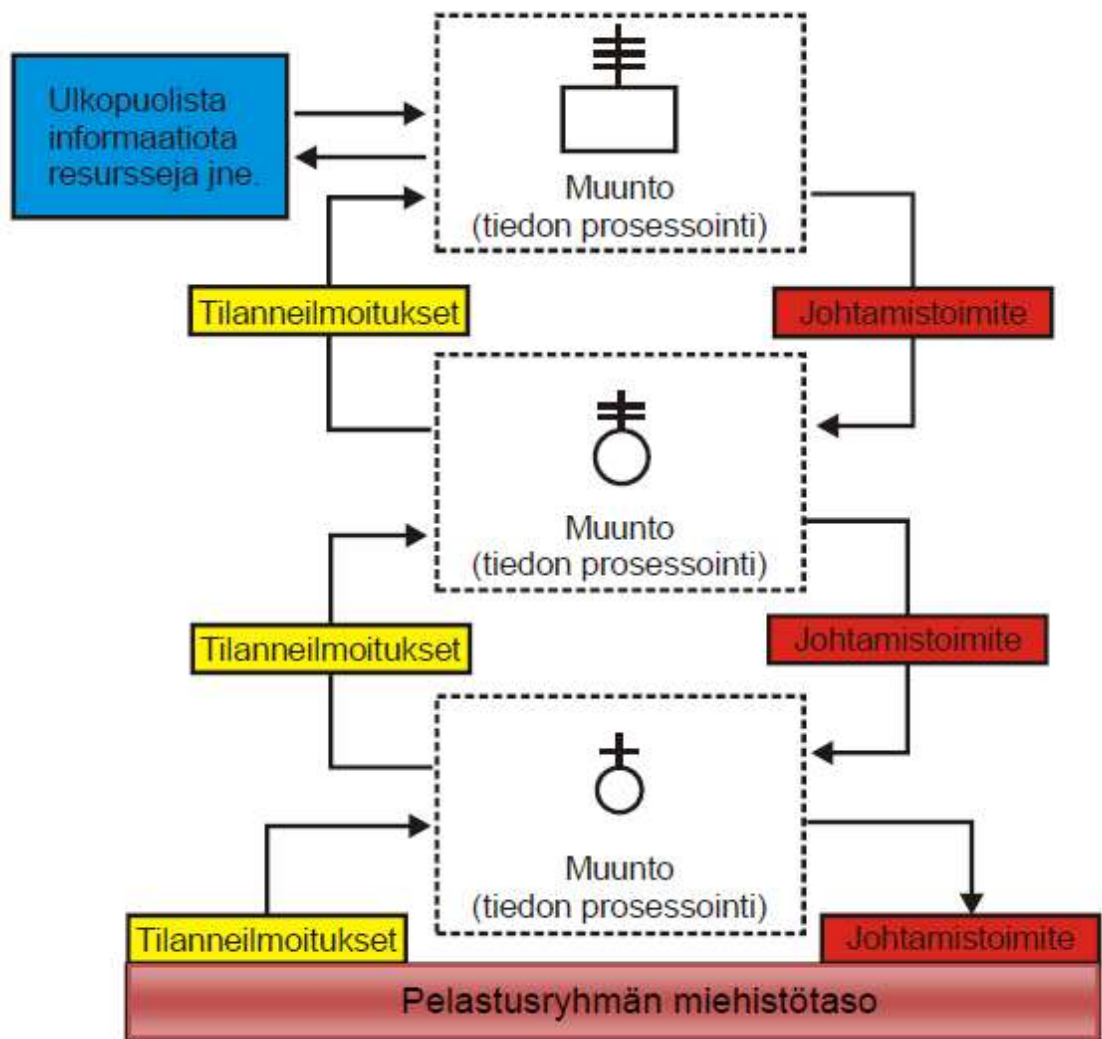 Ulkopuolista
informaatiota
resursseja jne.
Muunto
(tiedon prosessointi)
Tilanneilmoitukset
Johtamistoimite
Muunto
(tiedon prosessointi)
Tilanneilmoitukset
Johtamistoimite
Muunto
(tiedon prosessointi)
Tilanneilmoitukset
Johtamistoimite
Pelastusryhmän miehistötaso